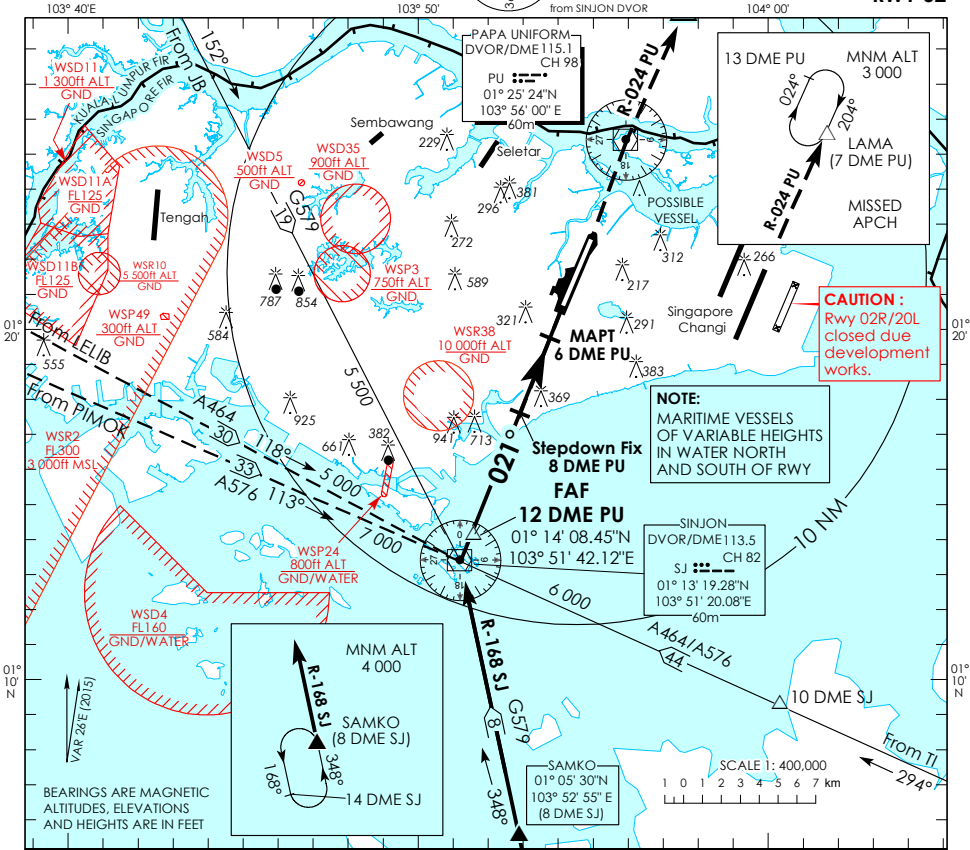 103° 40'E
103° 50'
from SINJON DVOR
104° 00'
152°
From JB
WSD11
1 300ft ALT
GND
KUALA LUMPUR FIR
SINGAPORE FIR
PAPA UNIFORM
DVOR/DME 115.1
CH 98
PU
01° 25' 24"N
103° 56' 00" E
60m
R-024 PU
13 DME PU
MNM ALT
3 000
024°
204°
LAMA
(7 DME PU)
R-024 PU
MISSED
APCH
Sembawang
229
Seletar
WSD5
500ft ALT
GND
WSD35
900ft ALT
GND
WSD11A
FL125
GND
Tengah
G579
19
296
381
27
9
18
POSSIBLE
VESSEL
272
312
266
WSD11B
FL125
GND
WSR10
5 500ft ALT
GND
WSP3
750ft ALT
GND
589
217
787
854
WSP49
300ft ALT
GND
584
321
291
Singapore
Changi
CAUTION :
Rwy 02R/20L
closed due
development
works.
01°
20'
01°
20'
From LELIB
555
WSR38
10 000ft ALT
GND
MAPT
6 DME PU
383
5 500
From PIMOK
A464
30
118°
5 000
925
661
382
941
713
369
NOTE:
MARITIME VESSELS
OF VARIABLE HEIGHTS
IN WATER NORTH
AND SOUTH OF RWY
WSR2
FL300
3 000ft MSL
33
A576
113°
7 000
021°
Stepdown Fix
8 DME PU
FAF
12 DME PU
01° 14' 08.45"N
103° 51' 42.12"E
10 NM
WSP24
800ft ALT
GND/WATER
0
27
9
18
SINJON
DVOR/DME 113.5
CH 82
SJ
01° 13' 19.28"N
103° 51' 20.08"E
60m
6 000
WSD4
FL160
GND/WATER
A464/A576
44
R-168 SJ
G579
8
MNM ALT
4 000
R-168 SJ
SAMKO
(8 DME SJ)
348°
168°
14 DME SJ
01°
10'
N
01°
10'
N
10 DME SJ
VAR 26'E (2015)
From TI
294°
348°
SAMKO
01° 05' 30"N
103° 52' 55" E
(8 DME SJ)
SCALE 1: 400,000
1 0 1 2 3 4 5 6 7 km
BEARINGS ARE MAGNETIC
ALTITUDES, ELEVATIONS
AND HEIGHTS ARE IN FEET